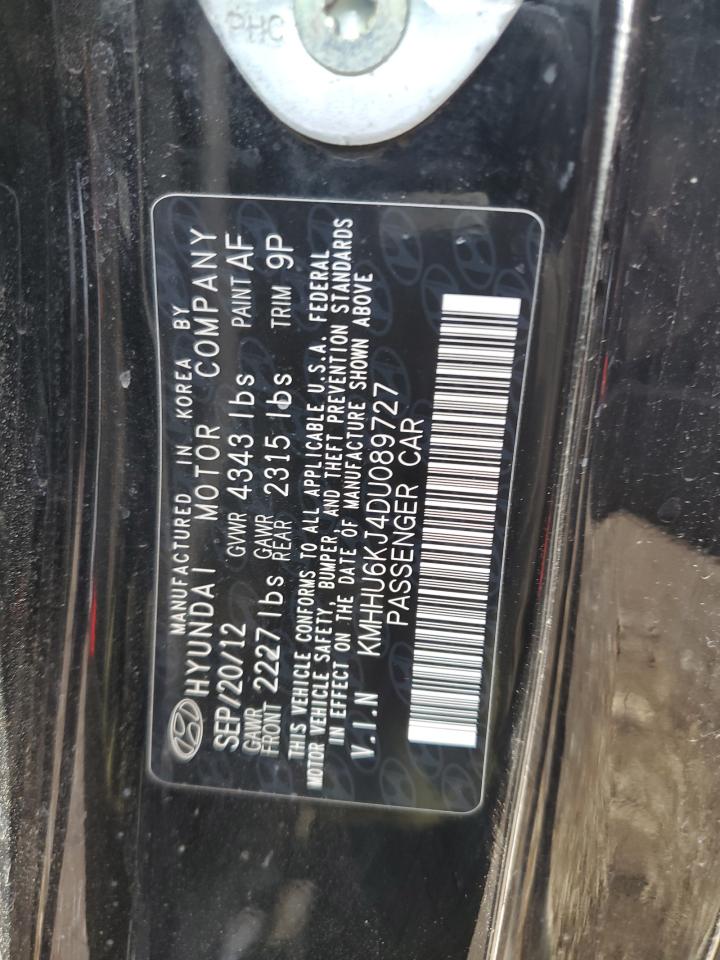 PHC
MANUFACTURED IN KOREA BY
HYUNDAI MOTOR COMPANY
SEP/20/12 GVWR 4343 lbs PAINT AF
GAWR FRONT 2227 lbs GAWR REAR 2315 lbs TRIM 9P
THIS VEHICLE CONFORMS TO ALL APPLICABLE U.S.A. FEDERAL
MOTOR VEHICLE SAFETY, BUMPER AND THEFT PREVENTION STANDARDS
IN EFFECT ON THE DATE OF MANUFACTURE SHOWN ABOVE
V.I.N KMHHU6KJ4DU089727
PASSENGER CAR